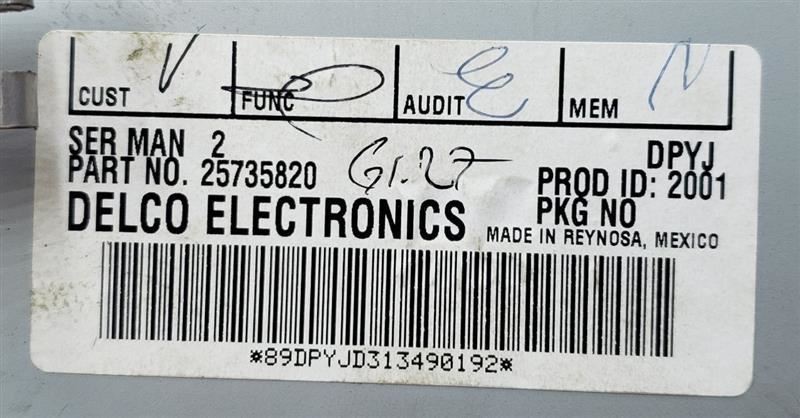 CUST FUNC AUDIT MEM
SER MAN 2 DPYJ
PART NO. 25735820 PROD ID: 2001
DELCO ELECTRONICS PKG NO
MADE IN REYNOSA, MEXICO
*89DPYJD313490192*